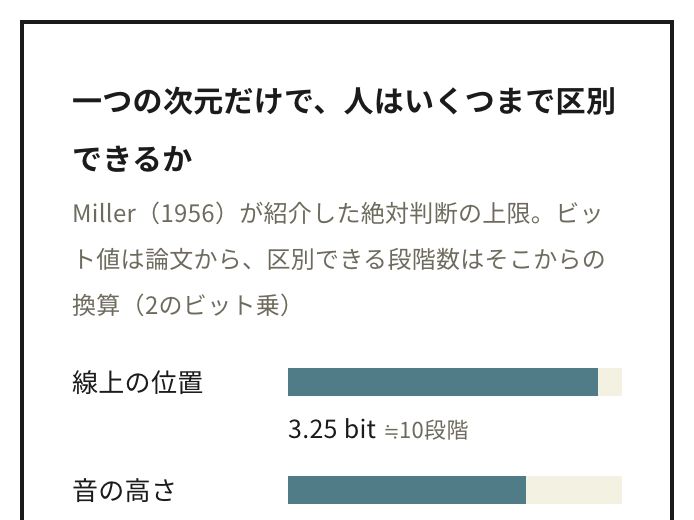 一つの次元だけで、人はいくつまで区別
できるか
Miller（1956）が紹介した絶対判断の上限。ビッ
ト値は論文から、区別できる段階数はそこからの
換算（2のビット乗）
線上の位置
3.25 bit ≒10段階
音の高さ